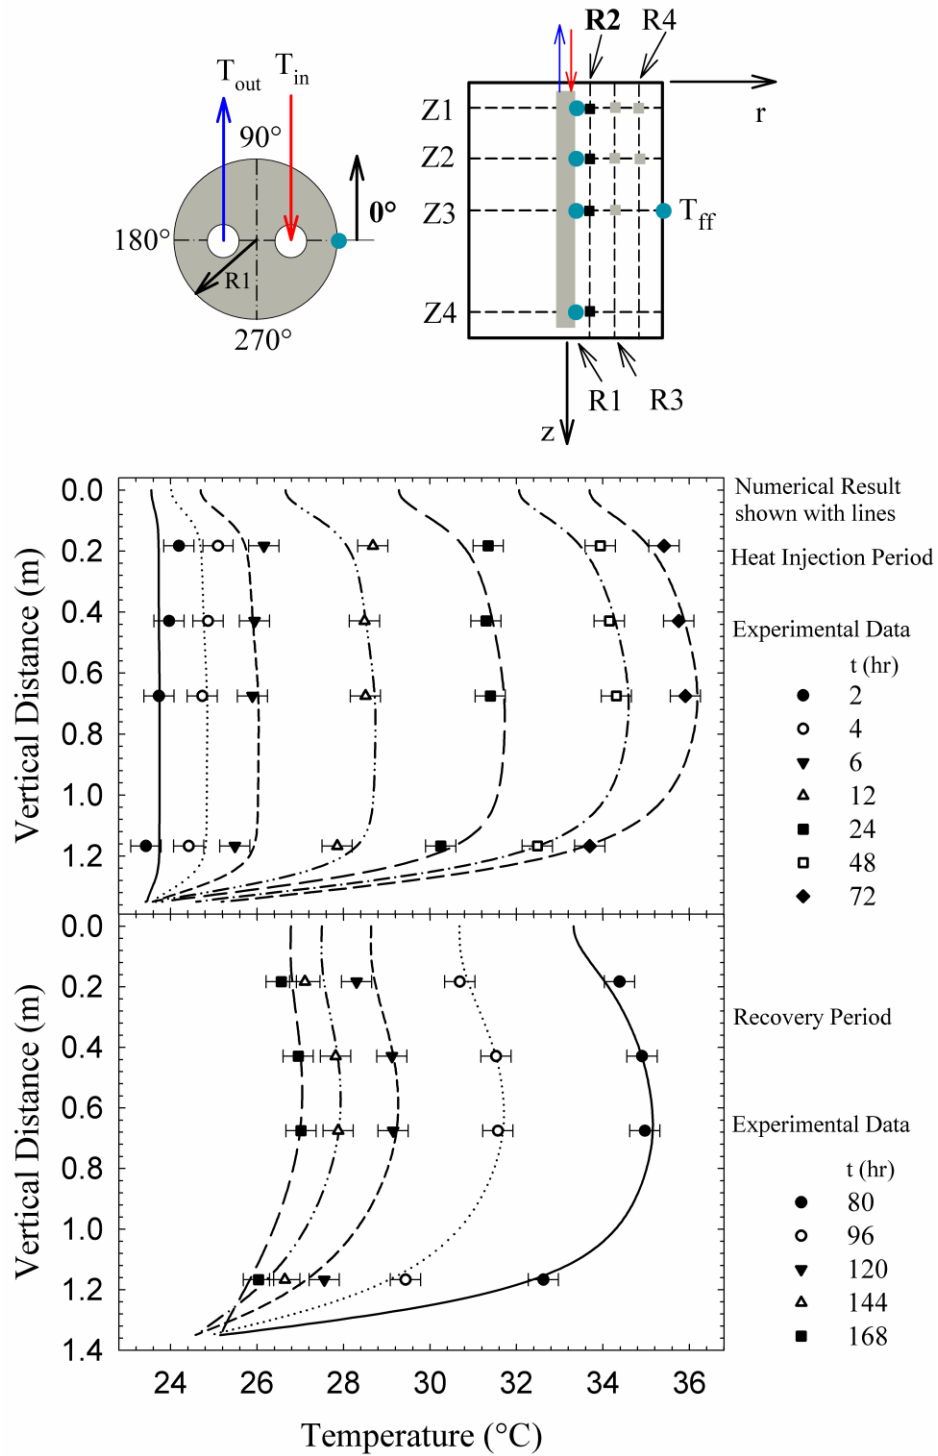 T_out T_in
90°
0°
180°
R1
270°
R2 R4
Z1
r
Z2
Z3
T_ff
Z4
R1 R3
z
0.0
0.2
0.4
0.6
0.8
1.0
1.2
Vertical Distance (m)
Numerical Result
shown with lines
Heat Injection Period
Experimental Data
t (hr)
2
4
6
12
24
48
72
0.0
0.2
0.4
0.6
0.8
1.0
1.2
1.4
Vertical Distance (m)
Recovery Period
Experimental Data
t (hr)
80
96
120
144
168
24 26 28 30 32 34 36
Temperature (°C)